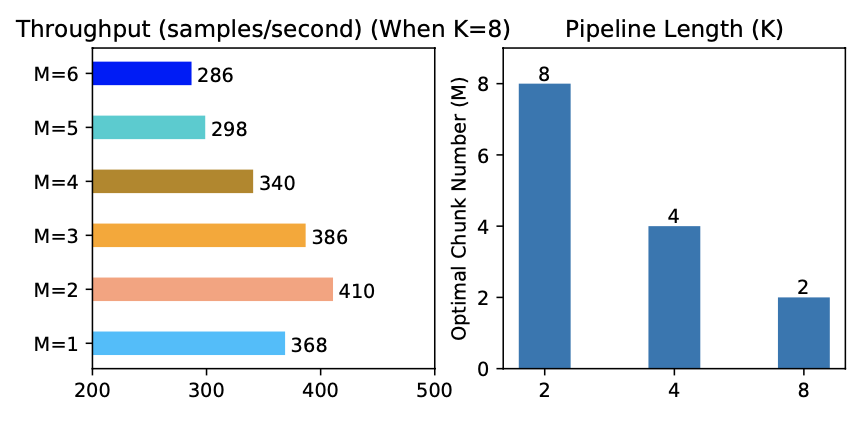 Throughput (samples/second) (When K=8)
M=6
286
M=5
298
M=4
340
M=3
386
M=2
410
M=1
368
200 300 400 500
Pipeline Length (K)
Optimal Chunk Number (M)
8
6
4
2
0
8
4
2
2 4 8